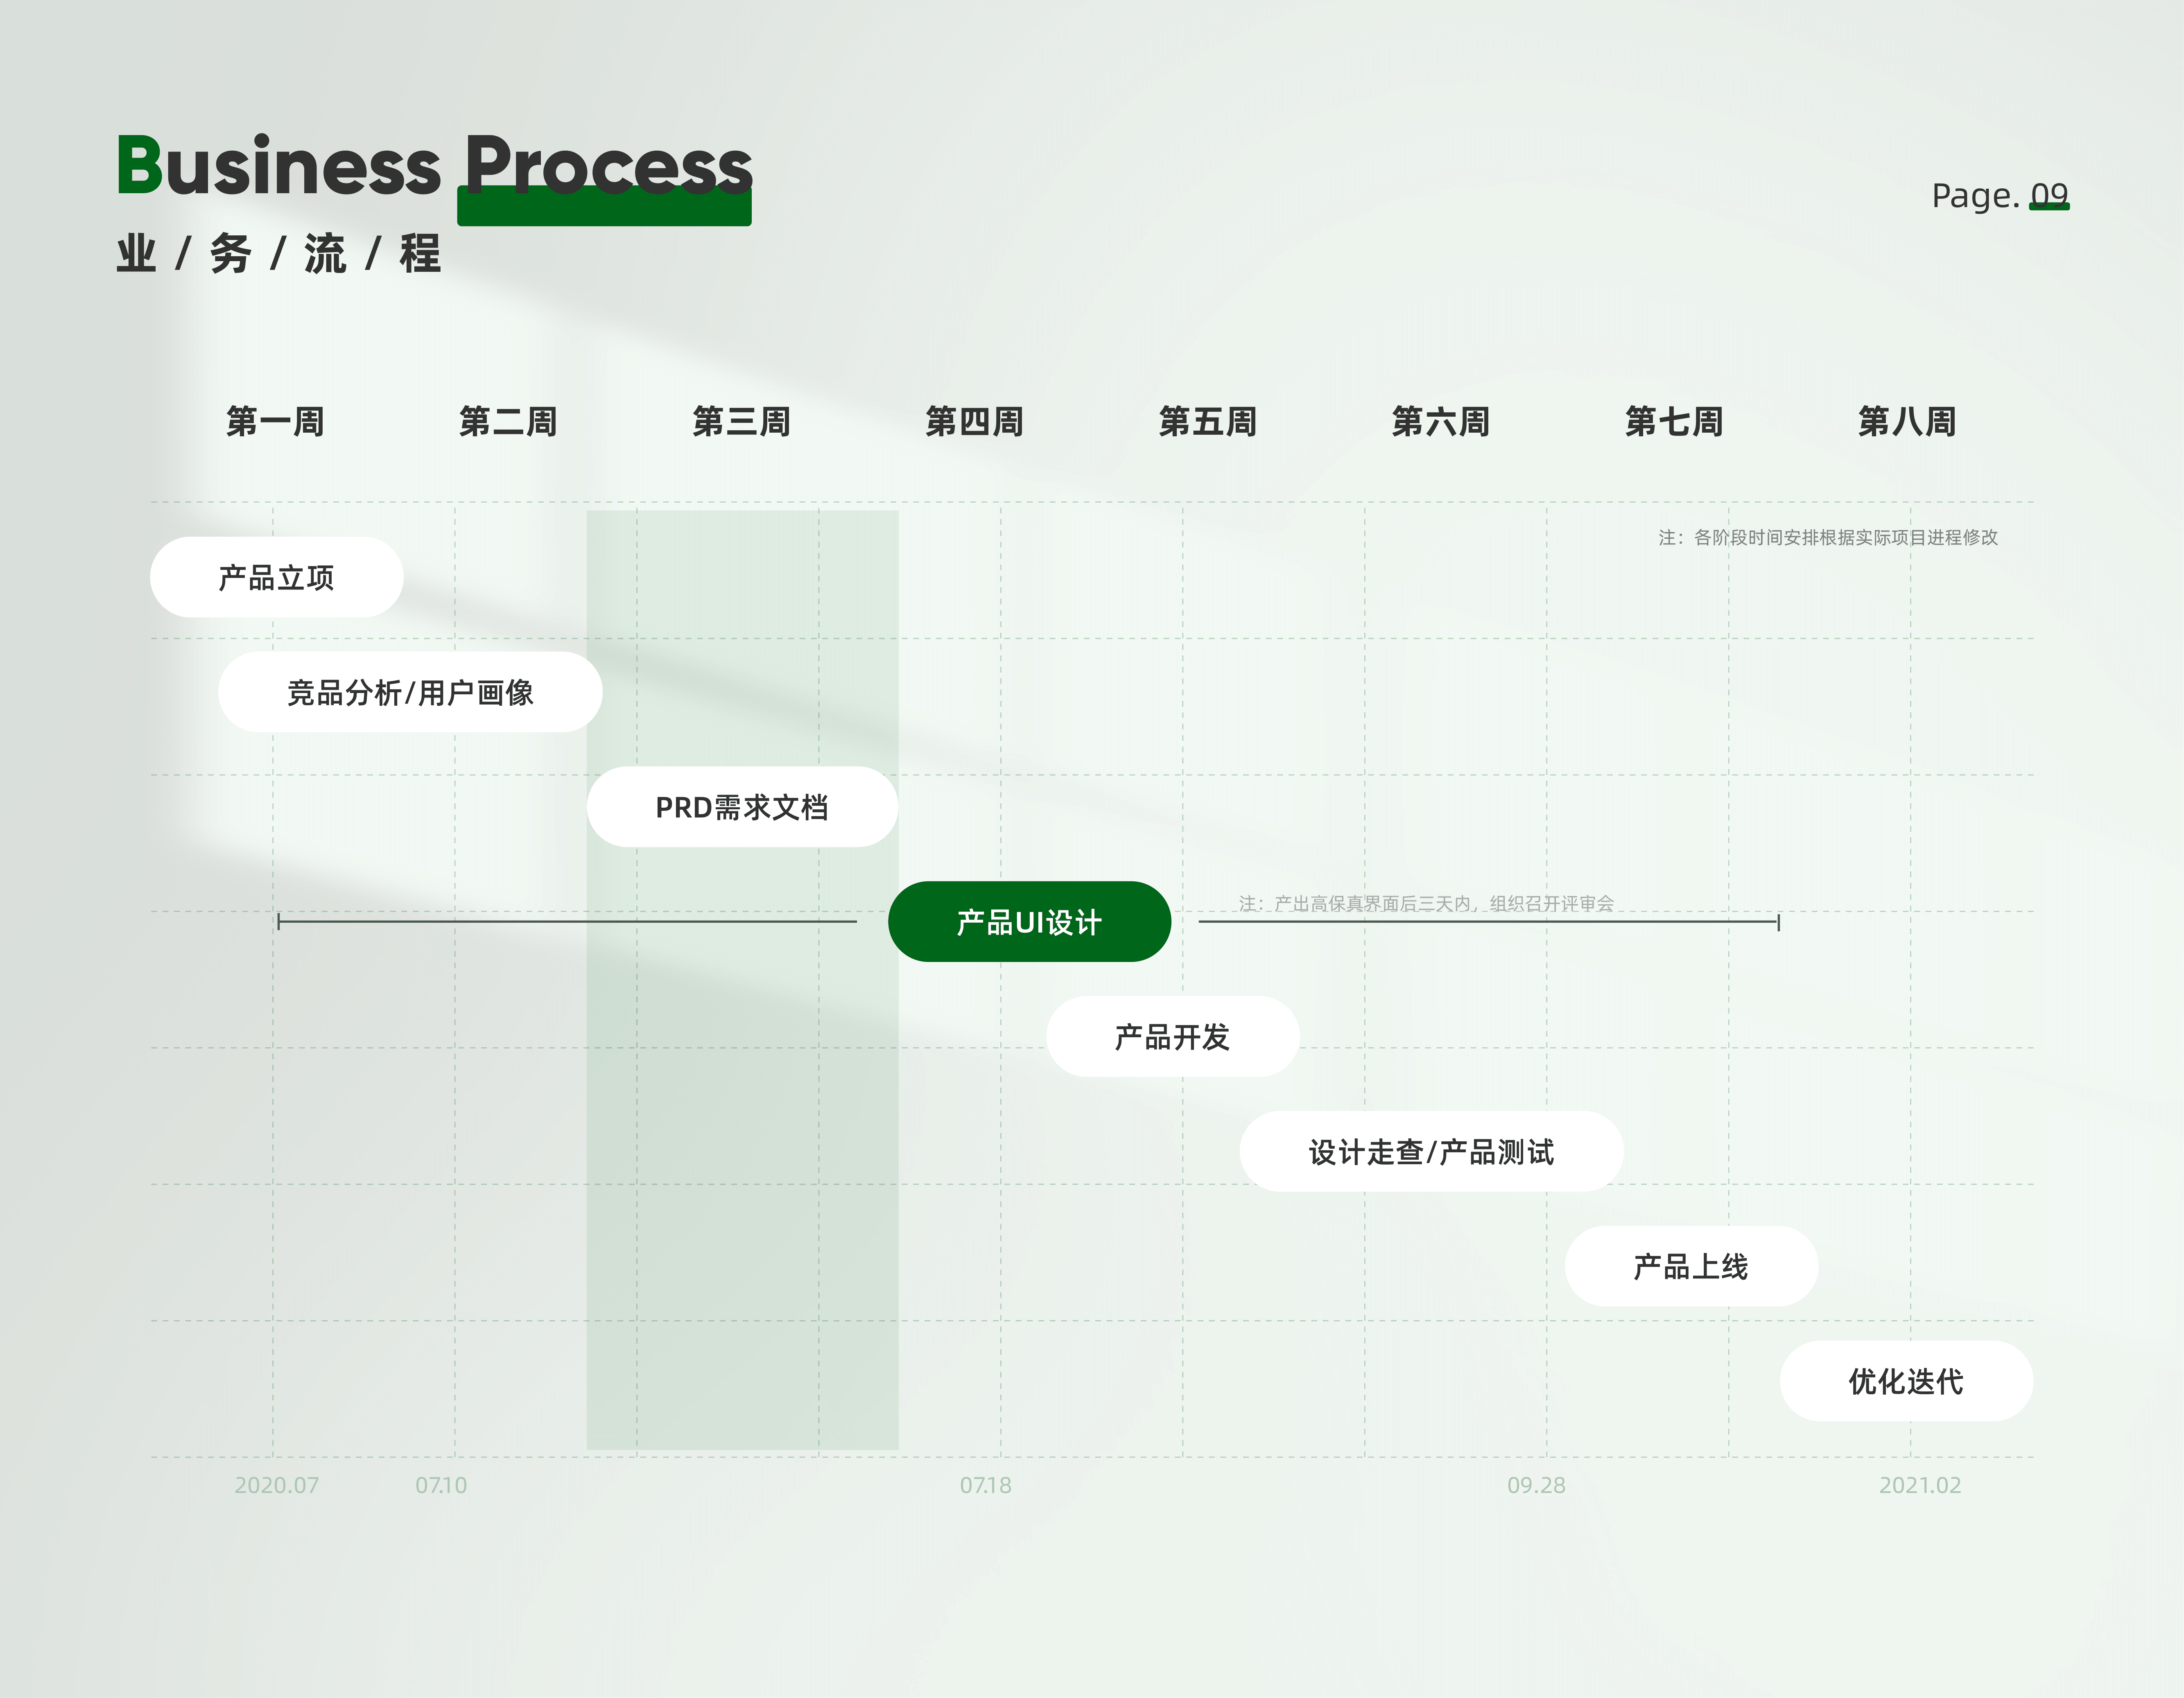 Business Process
Page. 09
业 / 务 / 流 / 程
第一周 第二周 第三周 第四周 第五周 第六周 第七周 第八周
注：各阶段时间安排根据实际项目进程修改
产品立项
竞品分析/用户画像
PRD需求文档
注：产出高保真界面后三天内，组织召开评审会
产品UI设计
产品开发
设计走查/产品测试
产品上线
优化迭代
2020.07 07.10 07.18 09.28 2021.02